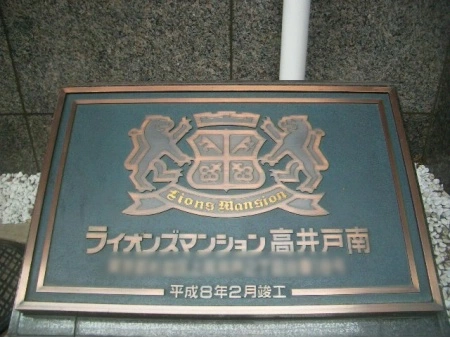 Lions Mansion
ライオンズマンション高井戸南
平成8年2月竣工